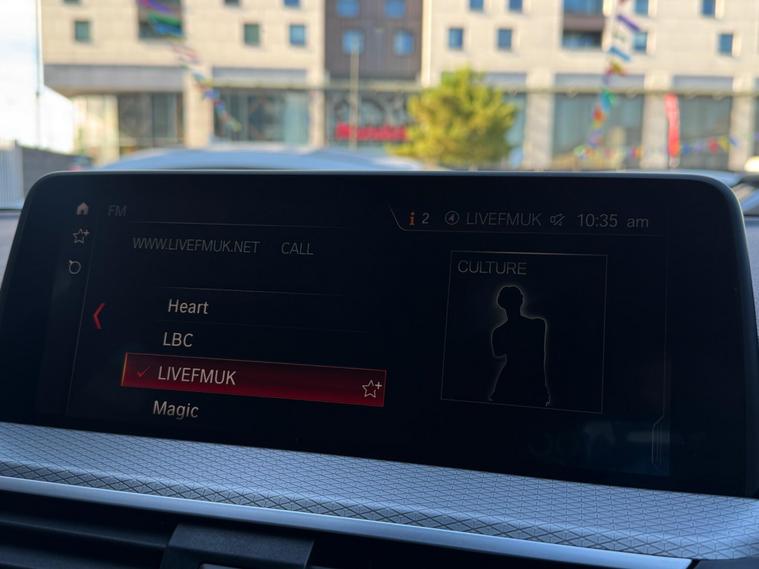 FM
i 2 LIVEFMUK 10:35 am
WWW.LIVEFMUK.NET CALL
CULTURE
Heart
LBC
LIVEFMUK
Magic